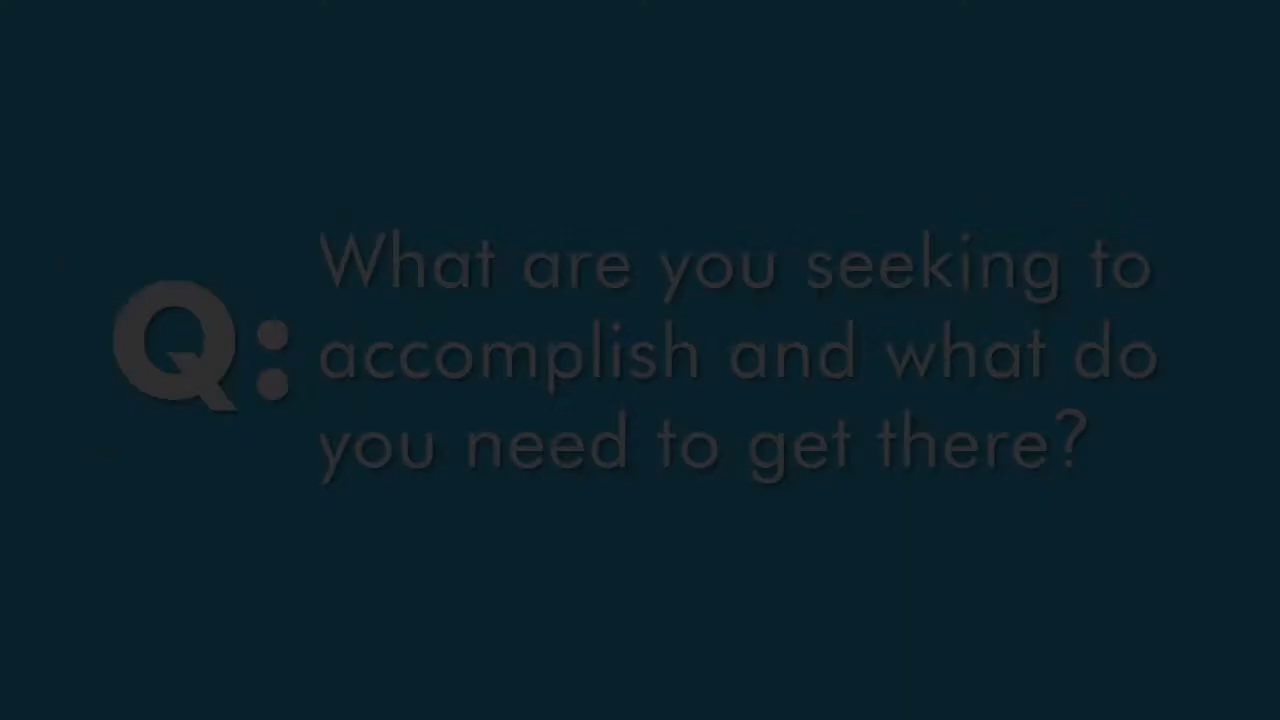 Q: What are you seeking to
accomplish and what do
you need to get there?